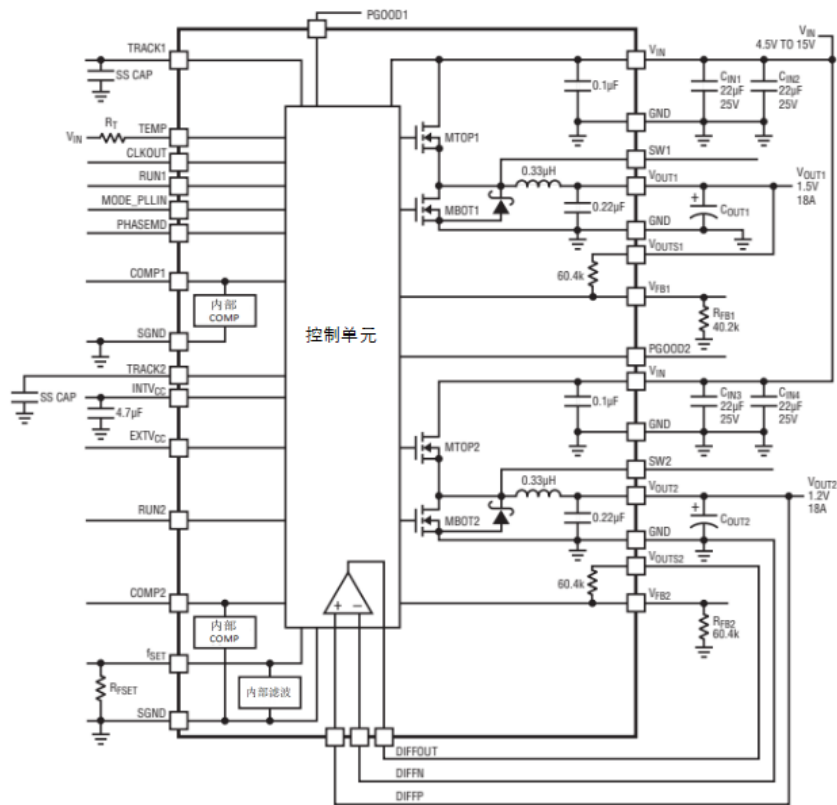 PGOOD1
TRACK1
SS CAP
VIN
4.5V TO 15V
VIN
0.1µF
CIN1
22µF
25V
CIN2
22µF
25V
GND
RT
VIN
TEMP
MTOP1
CLKOUT
SW1
RUN1
0.33µH
VOUT1
VOUT1
1.5V
18A
MODE_PLLIN
MBOT1
0.22µF
COUT1
PHASEMD
GND
VOUTS1
60.4k
COMP1
VFB1
内部
COMP
RFB1
40.2k
SGND
控制单元
PGOOD2
TRACK2
VIN
SS CAP
INTVCC
4.7µF
0.1µF
CIN3
22µF
25V
CIN4
22µF
25V
GND
EXTVCC
MTOP2
SW2
0.33µH
VOUT2
VOUT2
1.2V
18A
RUN2
MBOT2
0.22µF
COUT2
GND
VOUTS2
60.4k
COMP2
VFB2
内部
COMP
RFB2
60.4k
fSET
RFSET
内部滤波
SGND
DIFFOUT
DIFFN
DIFFP